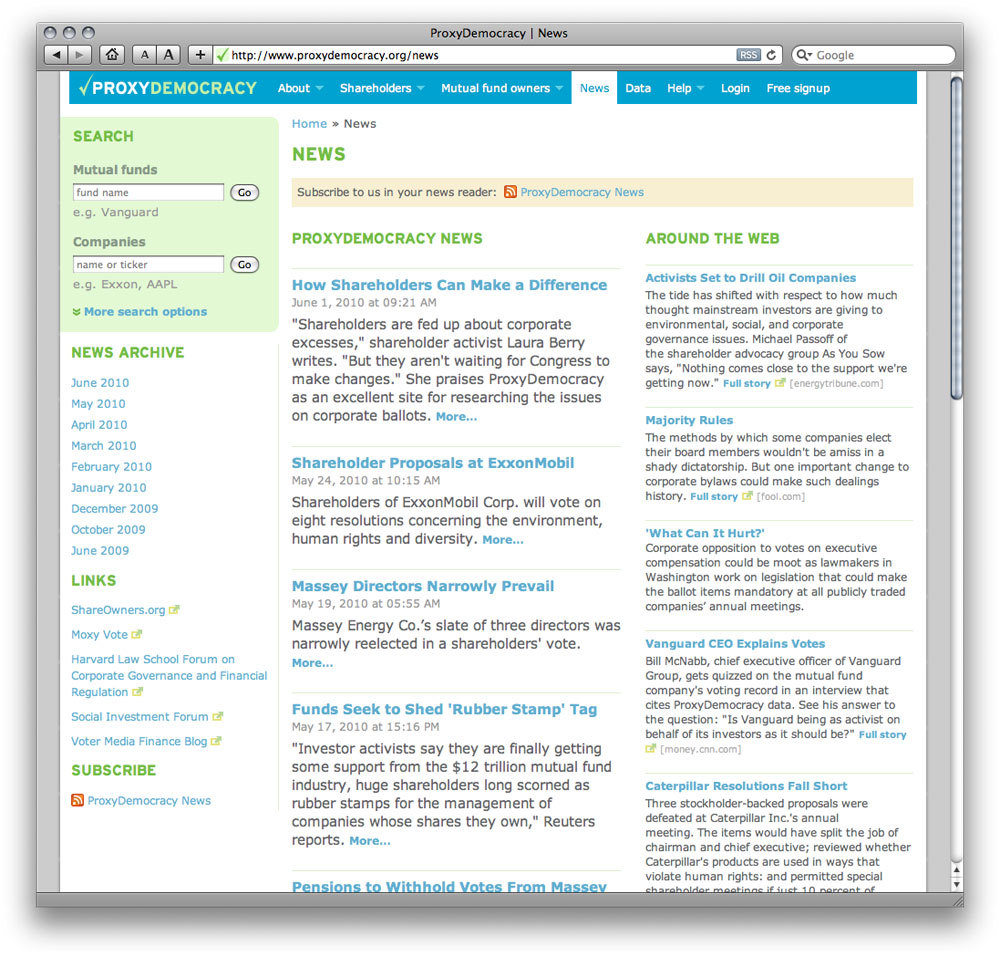 ProxyDemocracy | News
A A + http://www.proxydemocracy.org/news RSS Google
PROXYDEMOCRACY About Shareholders Mutual fund owners News Data Help Login Free signup
SEARCH
Mutual funds
fund name Go
e.g. Vanguard
Companies
name or ticker Go
e.g. Exxon, AAPL
More search options
NEWS ARCHIVE
June 2010
May 2010
April 2010
March 2010
February 2010
January 2010
December 2009
October 2009
June 2009
LINKS
ShareOwners.org
Moxy Vote
Harvard Law School Forum on
Corporate Governance and Financial
Regulation
Social Investment Forum
Voter Media Finance Blog
SUBSCRIBE
ProxyDemocracy News
Home » News
NEWS
Subscribe to us in your news reader: ProxyDemocracy News
PROXYDEMOCRACY NEWS
How Shareholders Can Make a Difference
June 1, 2010 at 09:21 AM
"Shareholders are fed up about corporate
excesses," shareholder activist Laura Berry
writes. "But they aren't waiting for Congress to
make changes." She praises ProxyDemocracy
as an excellent site for researching the issues
on corporate ballots. More...
Shareholder Proposals at ExxonMobil
May 24, 2010 at 10:15 AM
Shareholders of ExxonMobil Corp. will vote on
eight resolutions concerning the environment,
human rights and diversity. More...
Massey Directors Narrowly Prevail
May 19, 2010 at 05:55 AM
Massey Energy Co.’s slate of three directors was
narrowly reelected in a shareholders' vote.
More...
Funds Seek to Shed 'Rubber Stamp' Tag
May 17, 2010 at 15:16 PM
"Investor activists say they are finally getting
some support from the $12 trillion mutual fund
industry, huge shareholders long scorned as
rubber stamps for the management of
companies whose shares they own," Reuters
reports. More...
Pensions to Withhold Votes From Massey
AROUND THE WEB
Activists Set to Drill Oil Companies
The tide has shifted with respect to how much
thought mainstream investors are giving to
environmental, social, and corporate
governance issues. Michael Passoff of
the shareholder advocacy group As You Sow
says, "Nothing comes close to the support we're
getting now." Full story [energytribune.com]
Majority Rules
The methods by which some companies elect
their board members wouldn't be amiss in a
shady dictatorship. But one important change to
corporate bylaws could make such dealings
history. Full story [fool.com]
'What Can It Hurt?'
Corporate opposition to votes on executive
compensation could be moot as lawmakers in
Washington work on legislation that could make
the ballot items mandatory at all publicly traded
companies’ annual meetings.
Vanguard CEO Explains Votes
Bill McNabb, chief executive officer of Vanguard
Group, gets quizzed on the mutual fund
company's voting record in an interview that
cites ProxyDemocracy data. See his answer to
the question: "Is Vanguard being as activist on
behalf of its investors as it should be?" Full story
[money.cnn.com]
Caterpillar Resolutions Fall Short
Three stockholder-backed proposals were
defeated at Caterpillar Inc.'s annual
meeting. The items would have split the job of
chairman and chief executive; reviewed whether
Caterpillar's products are used in ways that
violate human rights; and permitted special
shareholder meetings if just 10 percent of